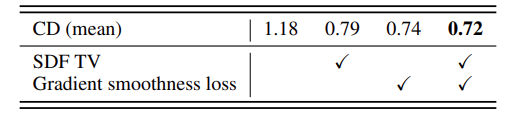 CD (mean) 1.18 0.79 0.74 0.72
SDF TV ✓ ✓
Gradient smoothness loss ✓ ✓